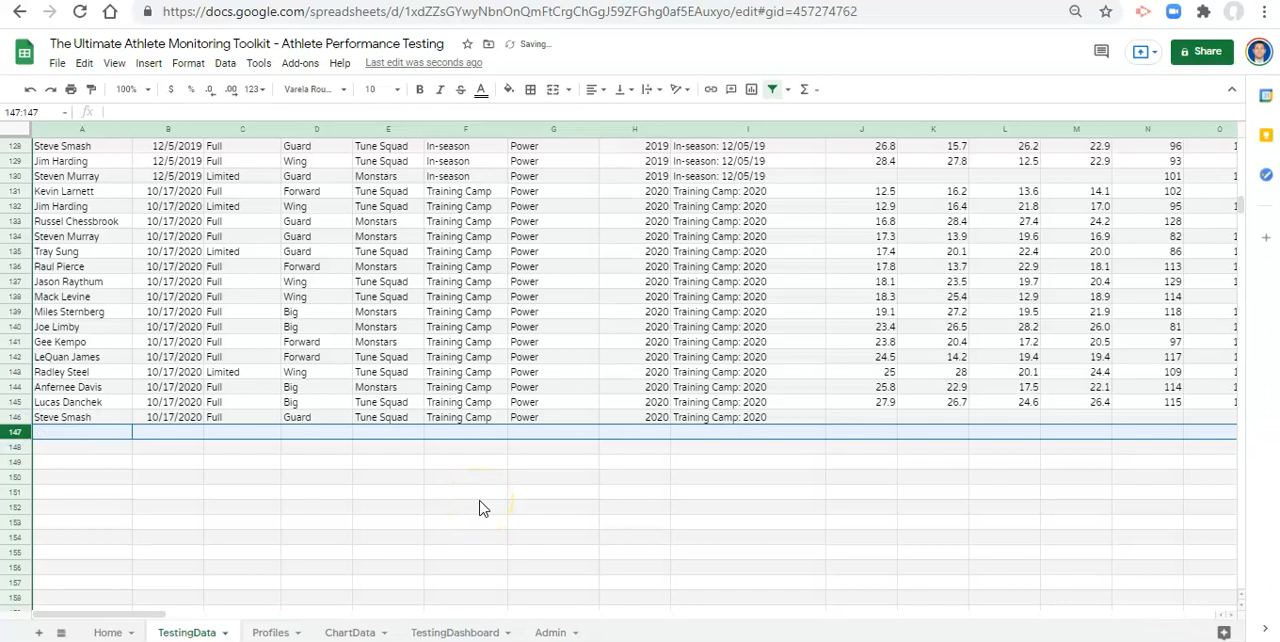 https://docs.google.com/spreadsheets/d/1xdZZsGYwyNbnOnQmFtCrgChGgJ59ZFGhg0af5EAuxyo/edit#gid=457274762
The Ultimate Athlete Monitoring Toolkit - Athlete Performance Testing Saving...
File Edit View Insert Format Data Tools Add-ons Help Last edit was seconds ago
Share
100% $ % .0 .00 123 Varela Rou... 10 B I S A
147:147 fx
A B C D E F G H I J K L M N O
128 Steve Smash 12/5/2019 Full Guard Tune Squad In-season Power 2019 In-season: 12/05/19 26.8 15.7 26.2 22.9 96 1
129 Jim Harding 12/5/2019 Full Wing Tune Squad In-season Power 2019 In-season: 12/05/19 28.4 27.8 12.5 22.9 93
130 Steven Murray 12/5/2019 Limited Guard Monstars In-season Power 2019 In-season: 12/05/19 101 1
131 Kevin Larnett 10/17/2020 Full Forward Tune Squad Training Camp Power 2020 Training Camp: 2020 12.5 16.2 13.6 14.1 102
132 Jim Harding 10/17/2020 Limited Wing Tune Squad Training Camp Power 2020 Training Camp: 2020 12.9 16.4 21.8 17.0 95 1
133 Russel Chessbrook 10/17/2020 Full Guard Monstars Training Camp Power 2020 Training Camp: 2020 16.8 28.4 27.4 24.2 128
134 Steven Murray 10/17/2020 Full Guard Monstars Training Camp Power 2020 Training Camp: 2020 17.3 13.9 19.6 16.9 82 1
135 Tray Sung 10/17/2020 Limited Guard Tune Squad Training Camp Power 2020 Training Camp: 2020 17.4 20.1 22.4 20.0 86 1
136 Raul Pierce 10/17/2020 Full Forward Monstars Training Camp Power 2020 Training Camp: 2020 17.8 13.7 22.9 18.1 113 1
137 Jason Raythum 10/17/2020 Full Wing Tune Squad Training Camp Power 2020 Training Camp: 2020 18.1 23.5 19.7 20.4 129 1
138 Mack Levine 10/17/2020 Full Wing Tune Squad Training Camp Power 2020 Training Camp: 2020 18.3 25.4 12.9 18.9 114
139 Miles Sternberg 10/17/2020 Full Big Monstars Training Camp Power 2020 Training Camp: 2020 19.1 27.2 19.5 21.9 118 1
140 Joe Limby 10/17/2020 Full Big Monstars Training Camp Power 2020 Training Camp: 2020 23.4 26.5 28.2 26.0 81 1
141 Gee Kempo 10/17/2020 Full Forward Monstars Training Camp Power 2020 Training Camp: 2020 23.8 20.4 17.2 20.5 97 1
142 LeQuan James 10/17/2020 Full Forward Tune Squad Training Camp Power 2020 Training Camp: 2020 24.5 14.2 19.4 19.4 117 1
143 Radley Steel 10/17/2020 Limited Wing Tune Squad Training Camp Power 2020 Training Camp: 2020 25 28 20.1 24.4 109 1
144 Anfernee Davis 10/17/2020 Full Big Monstars Training Camp Power 2020 Training Camp: 2020 25.8 22.9 17.5 22.1 114 1
145 Lucas Danchek 10/17/2020 Full Big Tune Squad Training Camp Power 2020 Training Camp: 2020 27.9 26.7 24.6 26.4 115 1
146 Steve Smash 10/17/2020 Full Guard Tune Squad Training Camp Power 2020 Training Camp: 2020
147
148
149
150
151
152
153
154
155
156
157
158
Home TestingData Profiles ChartData TestingDashboard Admin